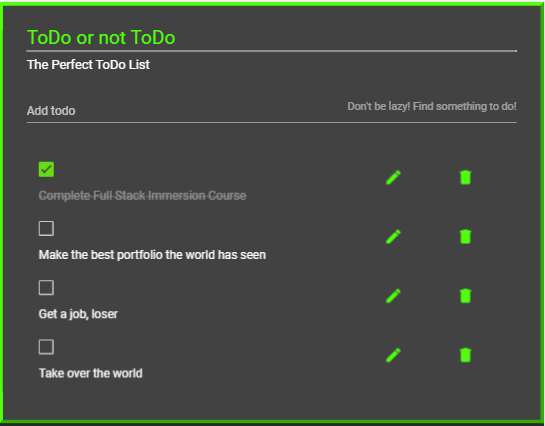 ToDo or not ToDo
The Perfect ToDo List
Add todo
Don't be lazy! Find something to do!
Complete Full Stack Immersion Course
Make the best portfolio the world has seen
Get a job, loser
Take over the world